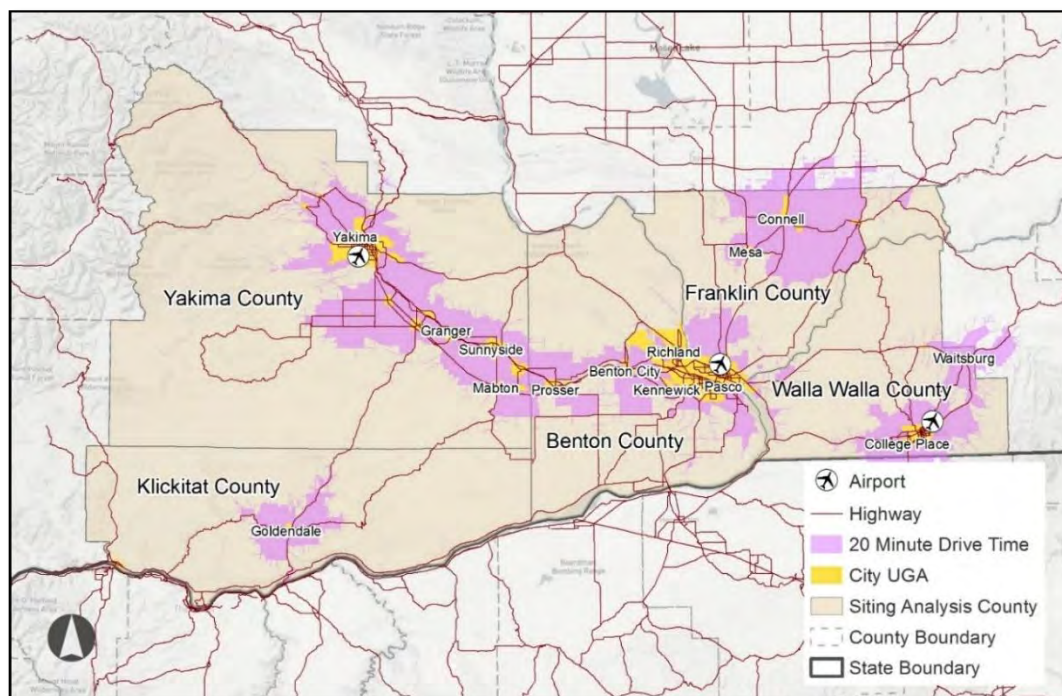 Moses Lake
Connell
Yakima
Mesa
Yakima County
Franklin County
Granger
Sunnyside
Richland
Waitsburg
Benton City
Mabton
Prosser
Kennewick
Pasco
Walla Walla County
Benton County
College Place
Klickitat County
Goldendale
Airport
Highway
20 Minute Drive Time
City UGA
Siting Analysis County
County Boundary
State Boundary